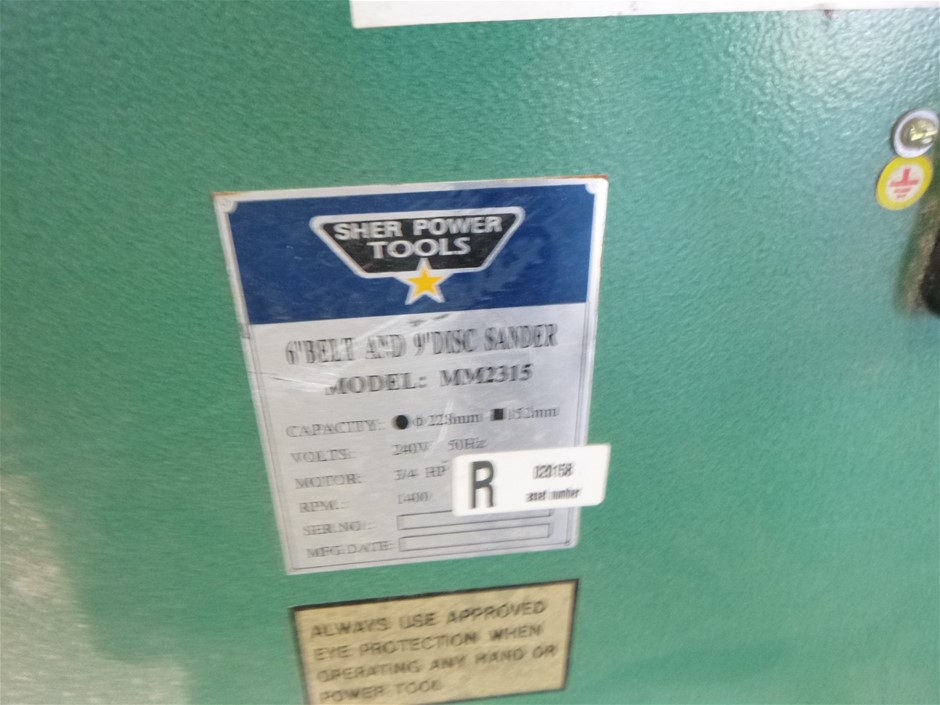 SHER POWER
TOOLS
6"BELT AND 9"DISC SANDER
MODEL: MM2315
CAPACITY: ● φ228mm ■ 152mm
VOLTS: 240V 50Hz
MOTOR: 3/4 HP
RPM: 1400
SER.NO.:
MFG.DATE:
R
020158
asset number
ALWAYS USE APPROVED
EYE PROTECTION WHEN
OPERATING ANY HAND OR
POWER TOOL